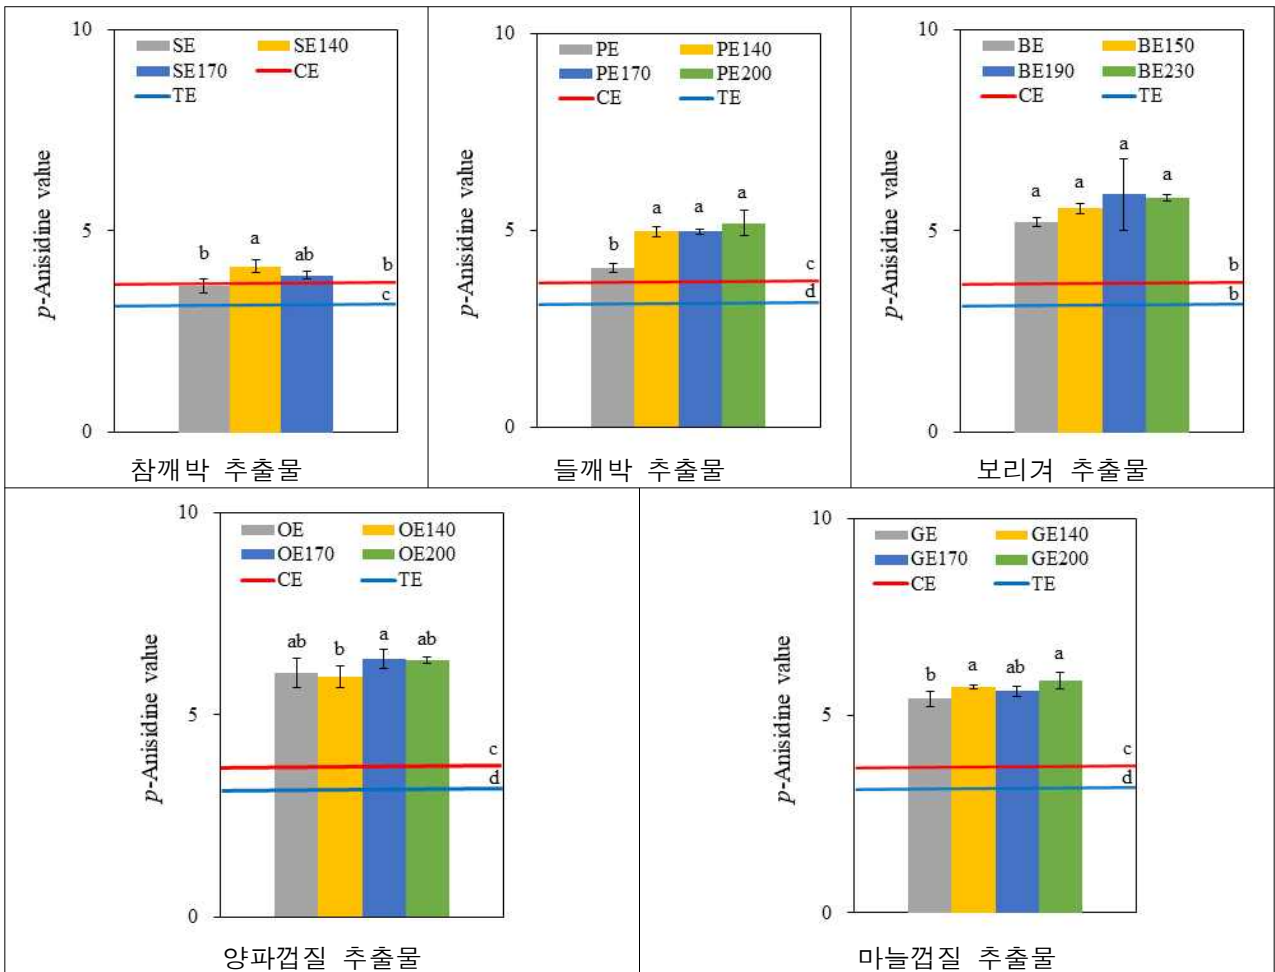 10
SE SE140
SE170 CE
TE
p-Anisidine value
b a ab b
5
c
0
참깨박 추출물
10
PE PE140
PE170 PE200
CE TE
p-Anisidine value
b a a a
5
c
d
0
들깨박 추출물
10
BE BE150
BE190 BE230
CE TE
p-Anisidine value
a a a a
5
b
b
0
보리겨 추출물
10
OE OE140
OE170 OE200
CE TE
p-Anisidine value
ab b a ab
5
c
d
0
양파껍질 추출물
10
GE GE140
GE170 GE200
CE TE
p-Anisidine value
b a ab a
5
c
d
0
마늘껍질 추출물